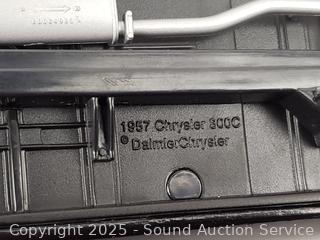 1957 Chrysler 300C
© DaimlerChrysler
Copyright 2025 - Sound Auction Service